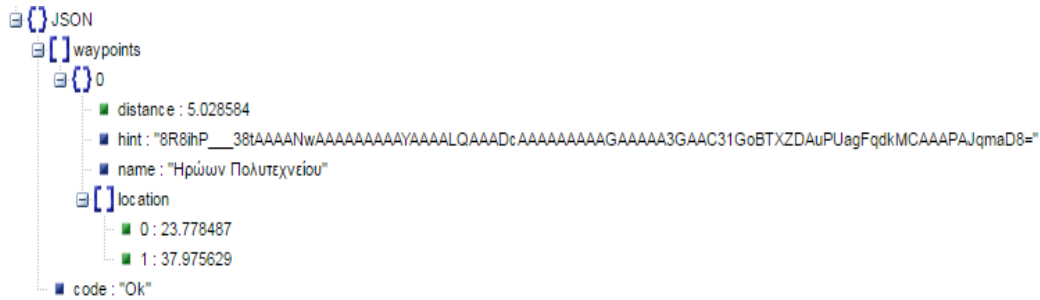 JSON
waypoints
0
distance : 5.028584
hint : "8R8ihP___38tAAAANwAAAAAAAAAYAAAALQAAADcAAAAAAAAAGAAAAA3GAAC31GoBTXZDAuPUagFqdkMCAAAPAJqmaD8="
name : "Ηρώων Πολυτεχνείου"
location
0 : 23.778487
1 : 37.975629
code : "Ok"